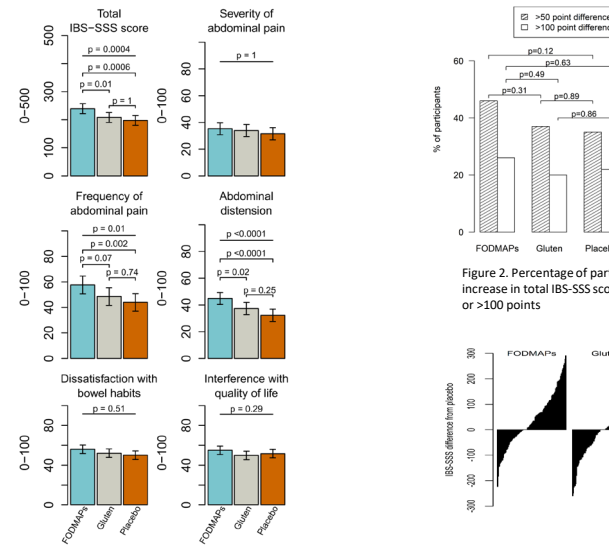 Total
IBS−SSS score
p = 0.0004
p = 0.0006
p = 0.01
p = 1
0−500
0 100 300 500
Severity of
abdominal pain
p = 1
0−100
0 40 60 80
Frequency of
abdominal pain
p = 0.01
p = 0.002
p = 0.07
p = 0.74
0−100
0 20 40 60 80
Abdominal
distension
p <0.0001
p <0.0001
p = 0.02
p = 0.25
0−100
0 20 40 60 80
Dissatisfaction with
bowel habits
p = 0.51
0−100
0 40 80
FODMAPs
Gluten
Placebo
Interference with
quality of life
p = 0.29
0−100
0 40 80
FODMAPs
Gluten
Placebo
>50 point difference
>100 point difference
p=0.12
p=0.63
p=0.49
p=0.31
p=0.89
p=0.86
% of participants
0 20 40 60
FODMAPs Gluten
Figure 2. Percentage of
increase in total IBS-SSS
or >100 points
FODMAPs
IBS-SSS difference from placebo
-300 -200 -100 0 100 200 300